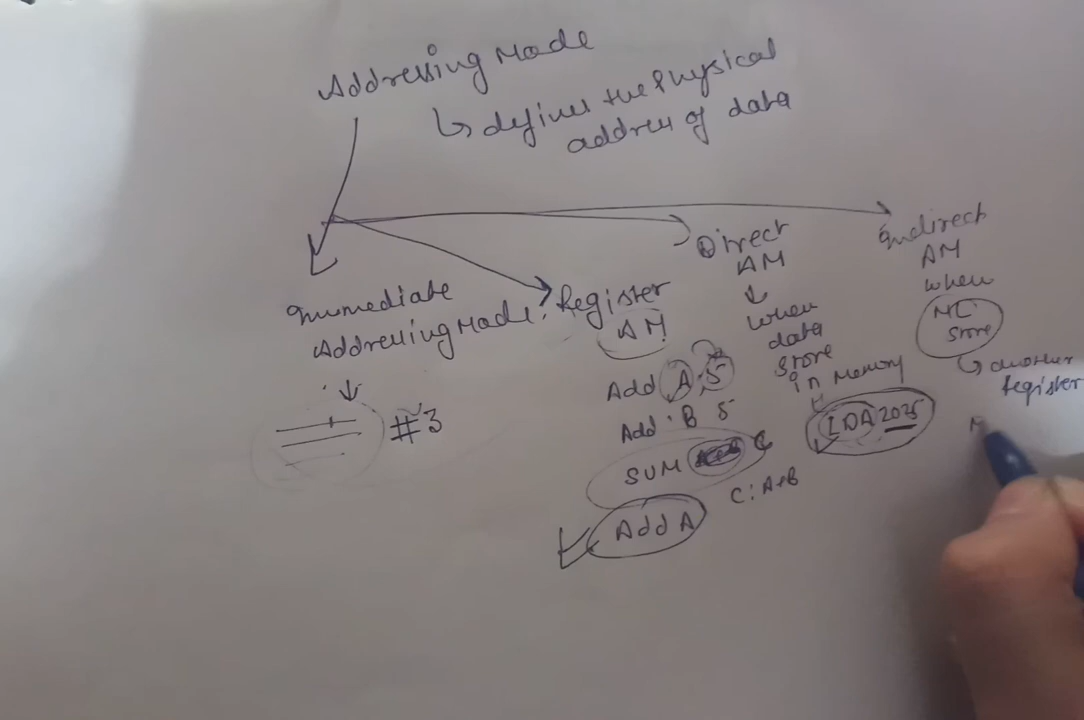 Addressing Mode
↳ defines the Physical
address of data
Immediate
Addressing Mode.
#3
Register
AM
Add A, 5
Add B 5
SUM C
C: A+B
Add A
Direct
AM
↓
when
data
store
in Memory
LDA 2025
Indirect
AM
when
store
↳ another
register